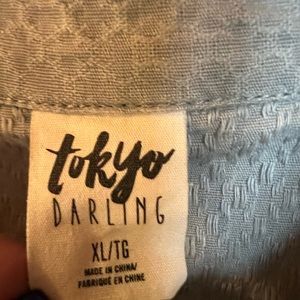 tokyo
DARLING
XL/TG
MADE IN CHINA/
FABRIQUÉ EN CHINE